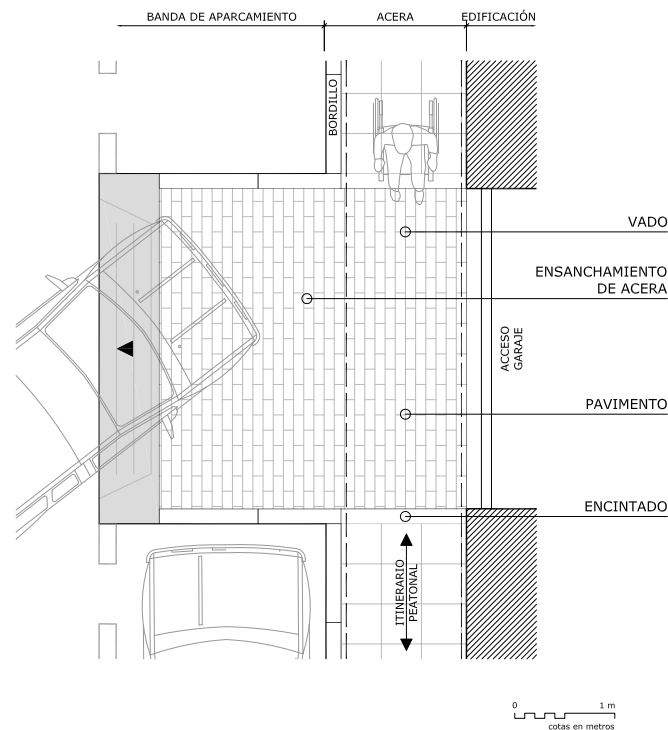 BANDA DE APARCAMIENTO
ACERA
EDIFICACIÓN
BORDILLO
VADO
ENSANCHAMIENTO
DE ACERA
ACCESO
GARAJE
PAVIMENTO
ENCINTADO
ITINERARIO
PEATONAL
0 1 m
cotas en metros